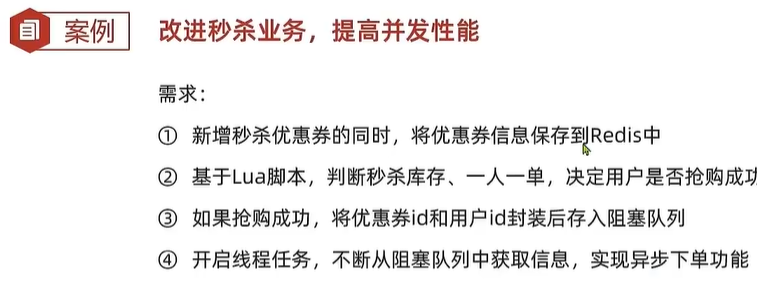 案例 改进秒杀业务，提高并发性能
需求：
① 新增秒杀优惠券的同时，将优惠券信息保存到Redis中
② 基于Lua脚本，判断秒杀库存、一人一单，决定用户是否抢购成功
③ 如果抢购成功，将优惠券id和用户id封装后存入阻塞队列
④ 开启线程任务，不断从阻塞队列中获取信息，实现异步下单功能